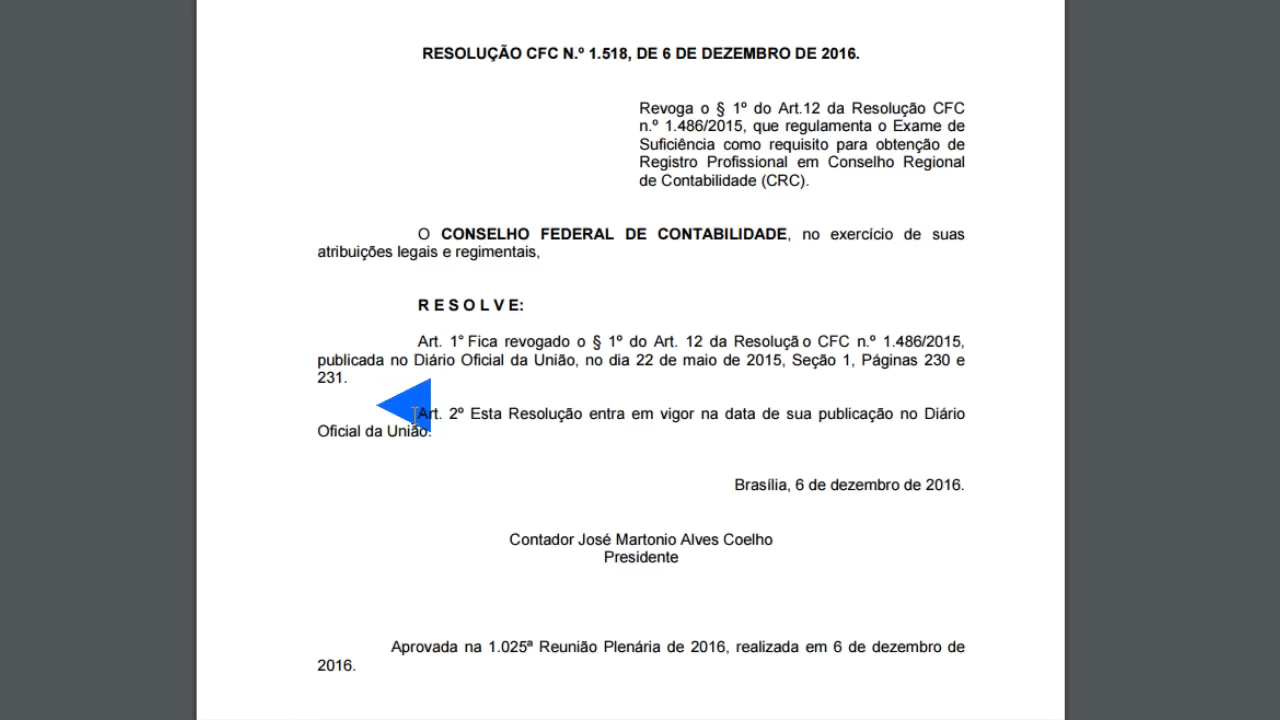 RESOLUÇÃO CFC N.º 1.518, DE 6 DE DEZEMBRO DE 2016.
Revoga o § 1º do Art.12 da Resolução CFC
n.º 1.486/2015, que regulamenta o Exame de
Suficiência como requisito para obtenção de
Registro Profissional em Conselho Regional
de Contabilidade (CRC).
O CONSELHO FEDERAL DE CONTABILIDADE, no exercício de suas
atribuições legais e regimentais,
R E S O L V E:
Art. 1° Fica revogado o § 1º do Art. 12 da Resolução CFC n.º 1.486/2015,
publicada no Diário Oficial da União, no dia 22 de maio de 2015, Seção 1, Páginas 230 e
231.
Art. 2º Esta Resolução entra em vigor na data de sua publicação no Diário
Oficial da União.
Brasília, 6 de dezembro de 2016.
Contador José Martonio Alves Coelho
Presidente
Aprovada na 1.025ª Reunião Plenária de 2016, realizada em 6 de dezembro de
2016.